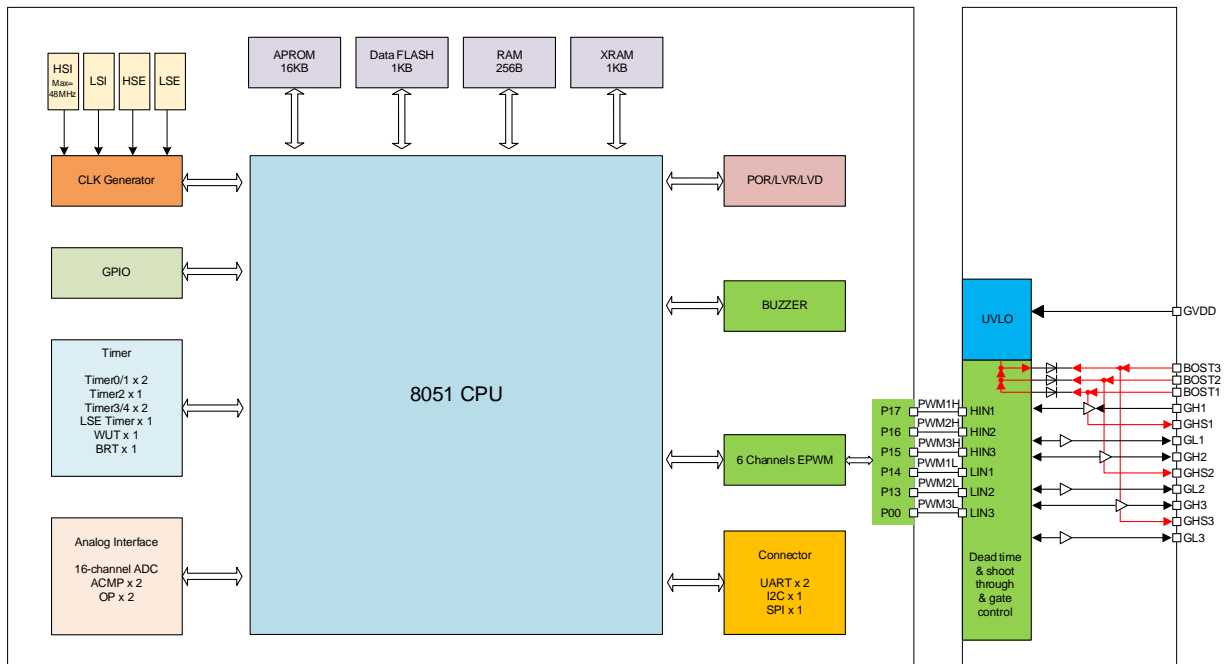 HSI
Max=
48MHz
LSI
HSE
LSE
APROM
16KB
Data FLASH
1KB
RAM
256B
XRAM
1KB
CLK Generator
GPIO
Timer
Timer0/1 x 2
Timer2 x 1
Timer3/4 x 2
LSE Timer x 1
WUT x 1
BRT x 1
Analog Interface
16-channel ADC
ACMP x 2
OP x 2
8051 CPU
POR/LVR/LVD
BUZZER
6 Channels EPWM
Connector
UART x 2
I2C x 1
SPI x 1
P17
P16
P15
P14
P13
P00
PWM1H
PWM2H
PWM3H
PWM1L
PWM2L
PWM3L
HIN1
HIN2
HIN3
LIN1
LIN2
LIN3
UVLO
Dead time
& shoot
through
& gate
control
GVDD
BOST3
BOST2
BOST1
GH1
GHS1
GL1
GH2
GHS2
GL2
GH3
GHS3
GL3